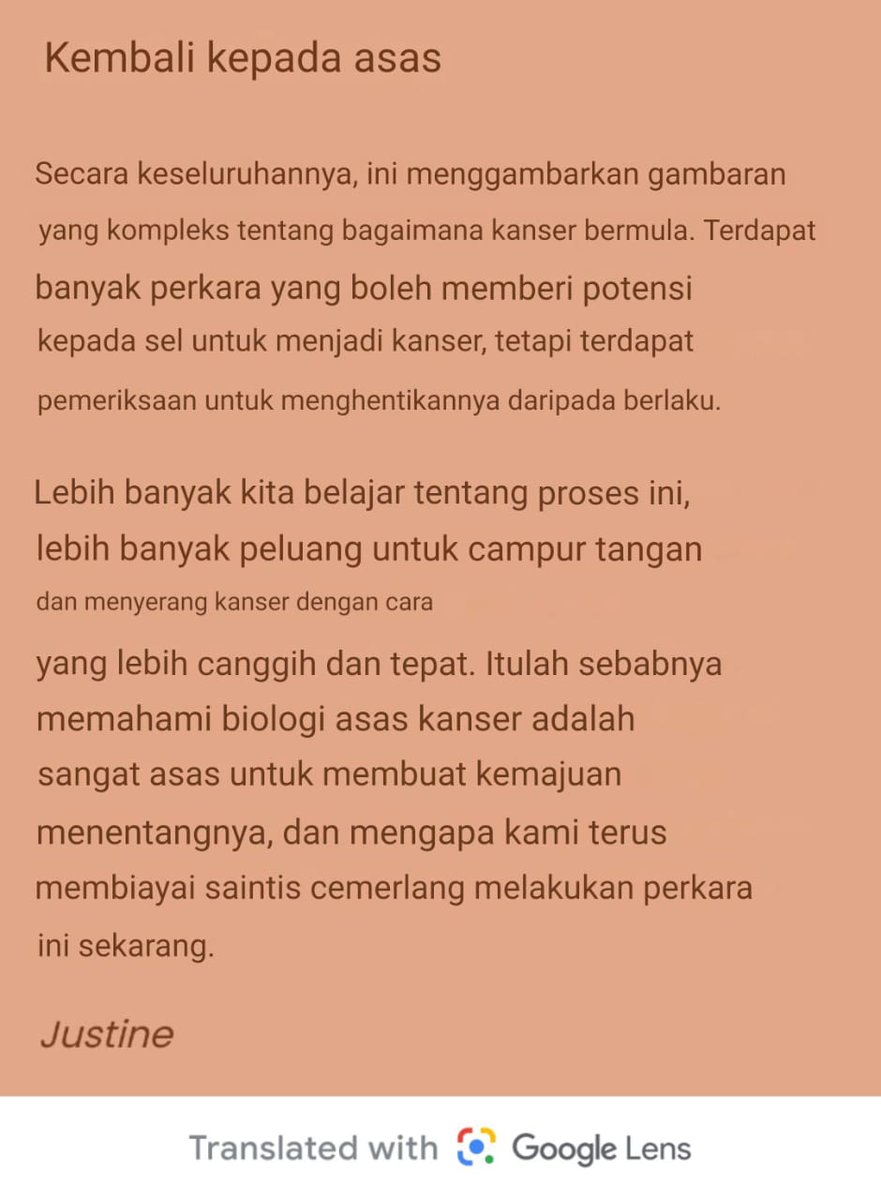 Kembali kepada asas
Secara keseluruhannya, ini menggambarkan gambaran
yang kompleks tentang bagaimana kanser bermula. Terdapat
banyak perkara yang boleh memberi potensi
kepada sel untuk menjadi kanser, tetapi terdapat
pemeriksaan untuk menghentikannya daripada berlaku.
Lebih banyak kita belajar tentang proses ini,
lebih banyak peluang untuk campur tangan
dan menyerang kanser dengan cara
yang lebih canggih dan tepat. Itulah sebabnya
memahami biologi asas kanser adalah
sangat asas untuk membuat kemajuan
menentangnya, dan mengapa kami terus
membiayai saintis cemerlang melakukan perkara
ini sekarang.
Justine
Translated with Google Lens